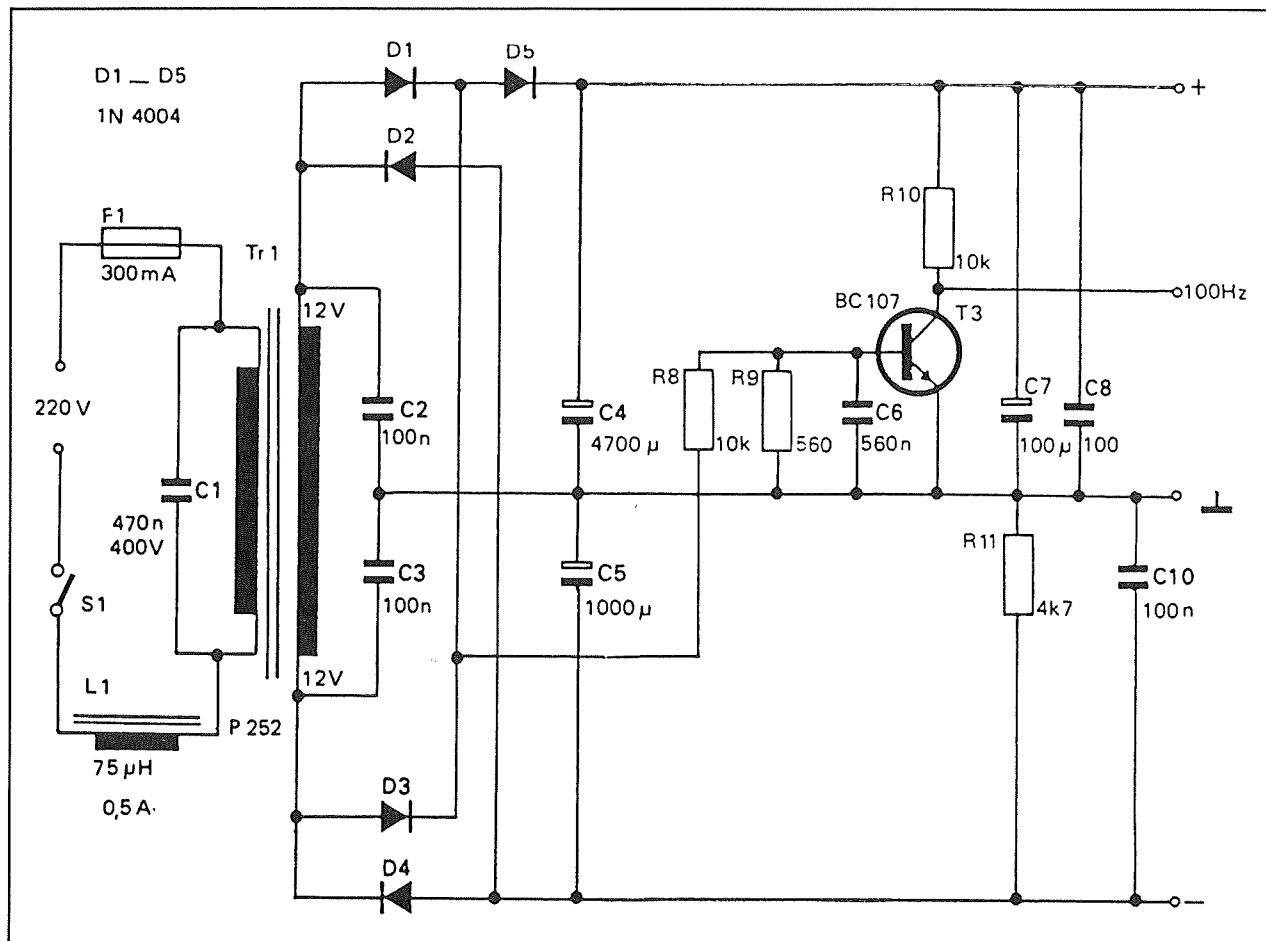 D1 — D5
1N 4004
D1
D5
D2
F1
300mA
Tr 1
12V
220 V
S1
C1
470n
400V
L1
75 µH
0,5 A.
P 252
12V
C2
100n
C3
100n
C4
4700 µ
C5
1000 µ
D3
D4
R8
10k
R9
560
C6
560n
BC 107
T3
R10
10k
C7
100µ
C8
100
R11
4k7
C10
100n
+
100Hz
—